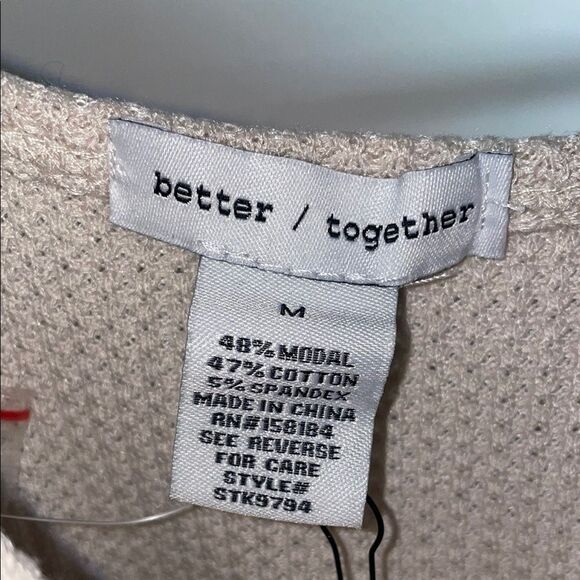 better / together
M
48% MODAL
47% COTTON
5% SPANDEX
MADE IN CHINA
RN#158184
SEE REVERSE
FOR CARE
STYLE#
STK9794